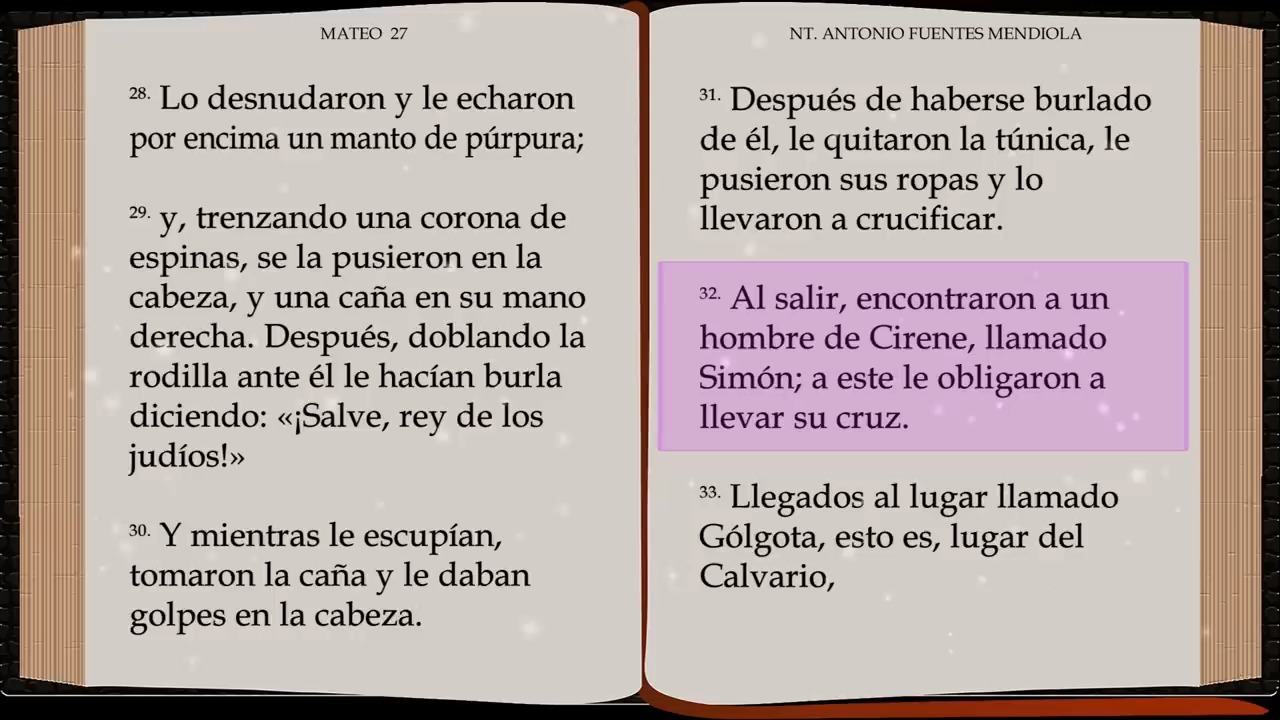 MATEO 27
28. Lo desnudaron y le echaron
por encima un manto de púrpura;
29. y, trenzando una corona de
espinas, se la pusieron en la
cabeza, y una caña en su mano
derecha. Después, doblando la
rodilla ante él le hacían burla
diciendo: «¡Salve, rey de los
judíos!»
30. Y mientras le escupían,
tomaron la caña y le daban
golpes en la cabeza.
NT. ANTONIO FUENTES MENDIOLA
31. Después de haberse burlado
de él, le quitaron la túnica, le
pusieron sus ropas y lo
llevaron a crucificar.
32. Al salir, encontraron a un
hombre de Cirene, llamado
Simón; a este le obligaron a
llevar su cruz.
33. Llegados al lugar llamado
Gólgota, esto es, lugar del
Calvario,